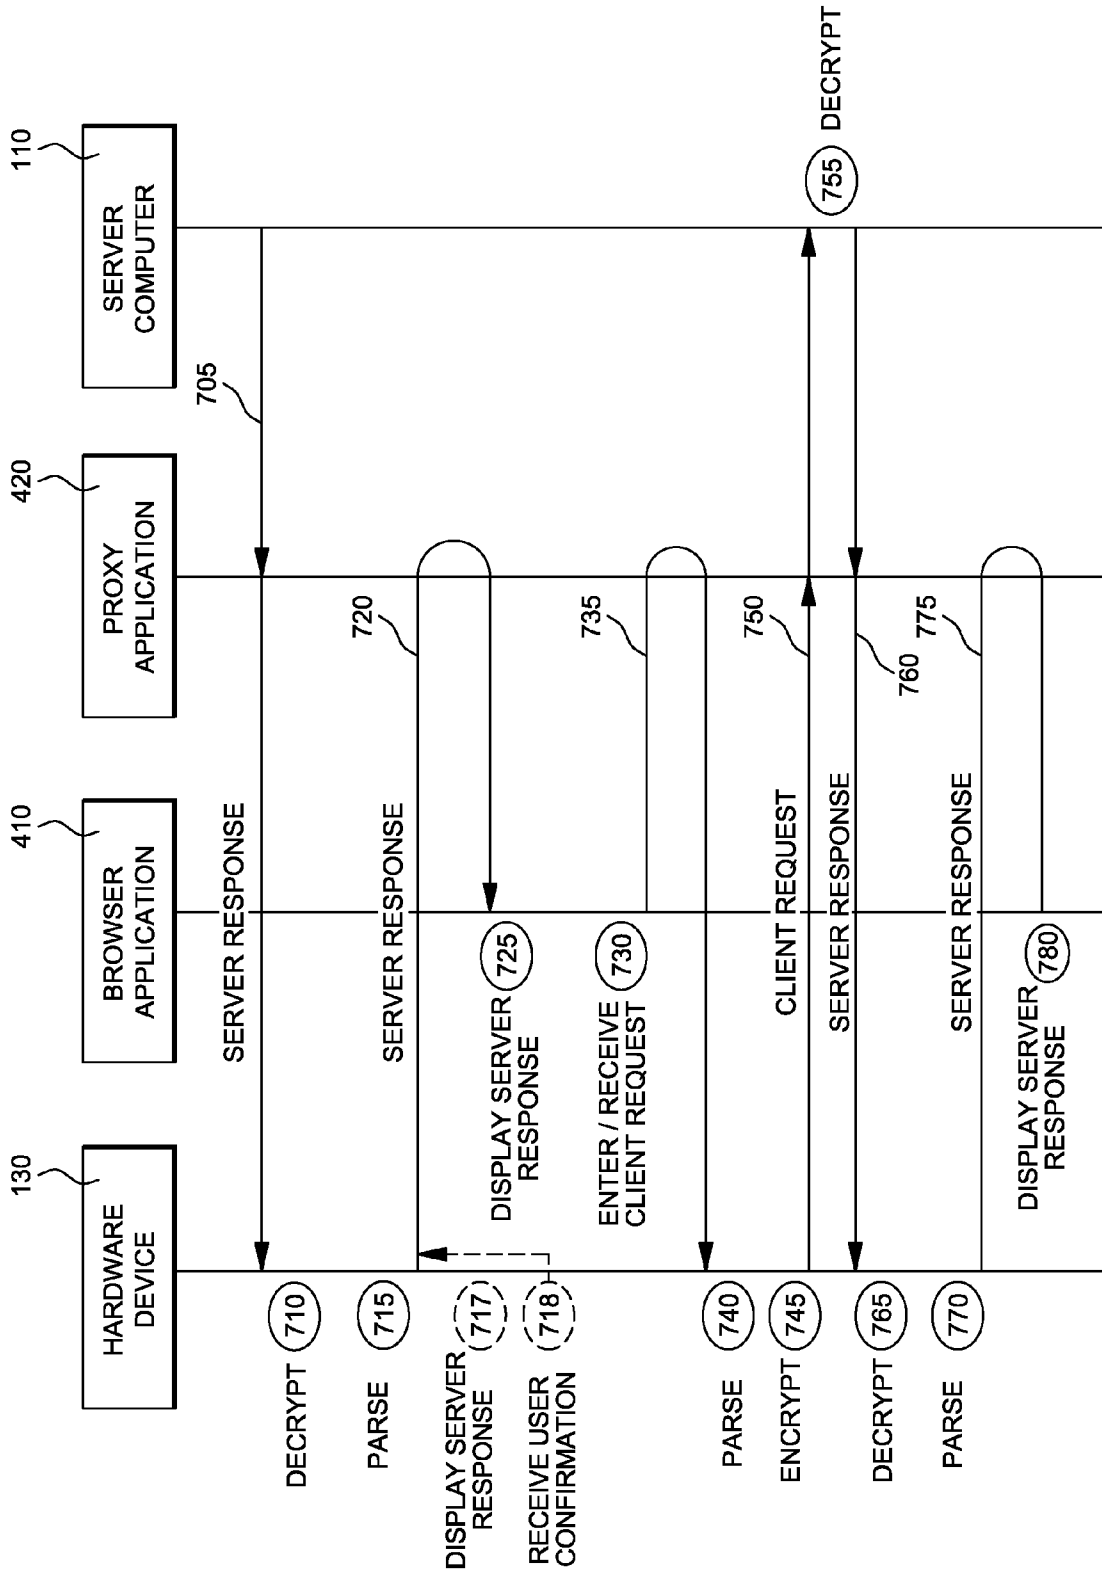 130
HARDWARE
DEVICE
410
BROWSER
APPLICATION
420
PROXY
APPLICATION
110
SERVER
COMPUTER
SERVER RESPONSE
705
DECRYPT
710
PARSE
715
SERVER RESPONSE
720
DISPLAY SERVER
RESPONSE
717
RECEIVE USER
CONFIRMATION
718
DISPLAY SERVER
RESPONSE
725
ENTER / RECEIVE
CLIENT REQUEST
730
735
PARSE
740
ENCRYPT
745
CLIENT REQUEST
750
755
DECRYPT
SERVER RESPONSE
760
DECRYPT
765
PARSE
770
SERVER RESPONSE
775
DISPLAY SERVER
RESPONSE
780